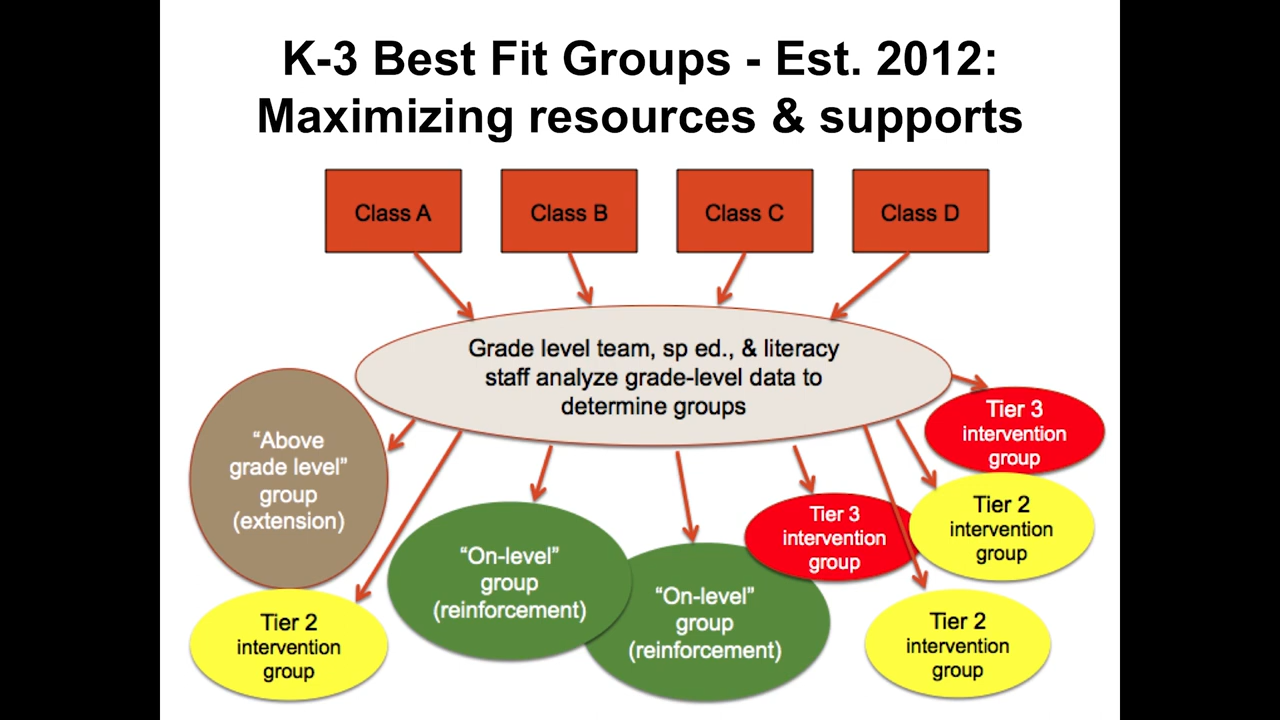 K-3 Best Fit Groups - Est. 2012:
Maximizing resources & supports
Class A
Class B
Class C
Class D
Grade level team, sp ed., & literacy
staff analyze grade-level data to
determine groups
“Above
grade level”
group
(extension)
Tier 2
intervention
group
“On-level”
group
(reinforcement)
“On-level”
group
(reinforcement)
Tier 3
intervention
group
Tier 3
intervention
group
Tier 2
intervention
group
Tier 2
intervention
group